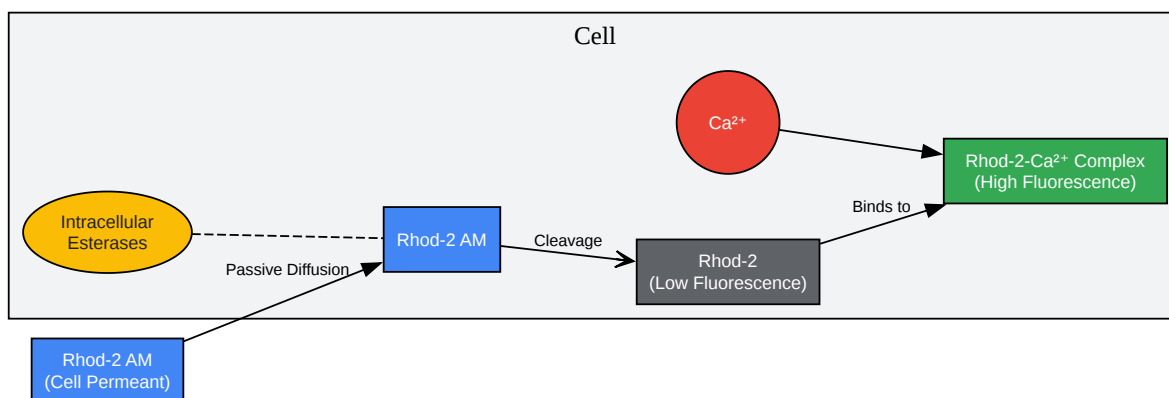 Cell
Ca²⁺
Rhod-2-Ca²⁺ Complex
(High Fluorescence)
Intracellular
Esterases
Rhod-2 AM
Cleavage
Binds to
Rhod-2
(Low Fluorescence)
Passive Diffusion
Rhod-2 AM
(Cell Permeant)